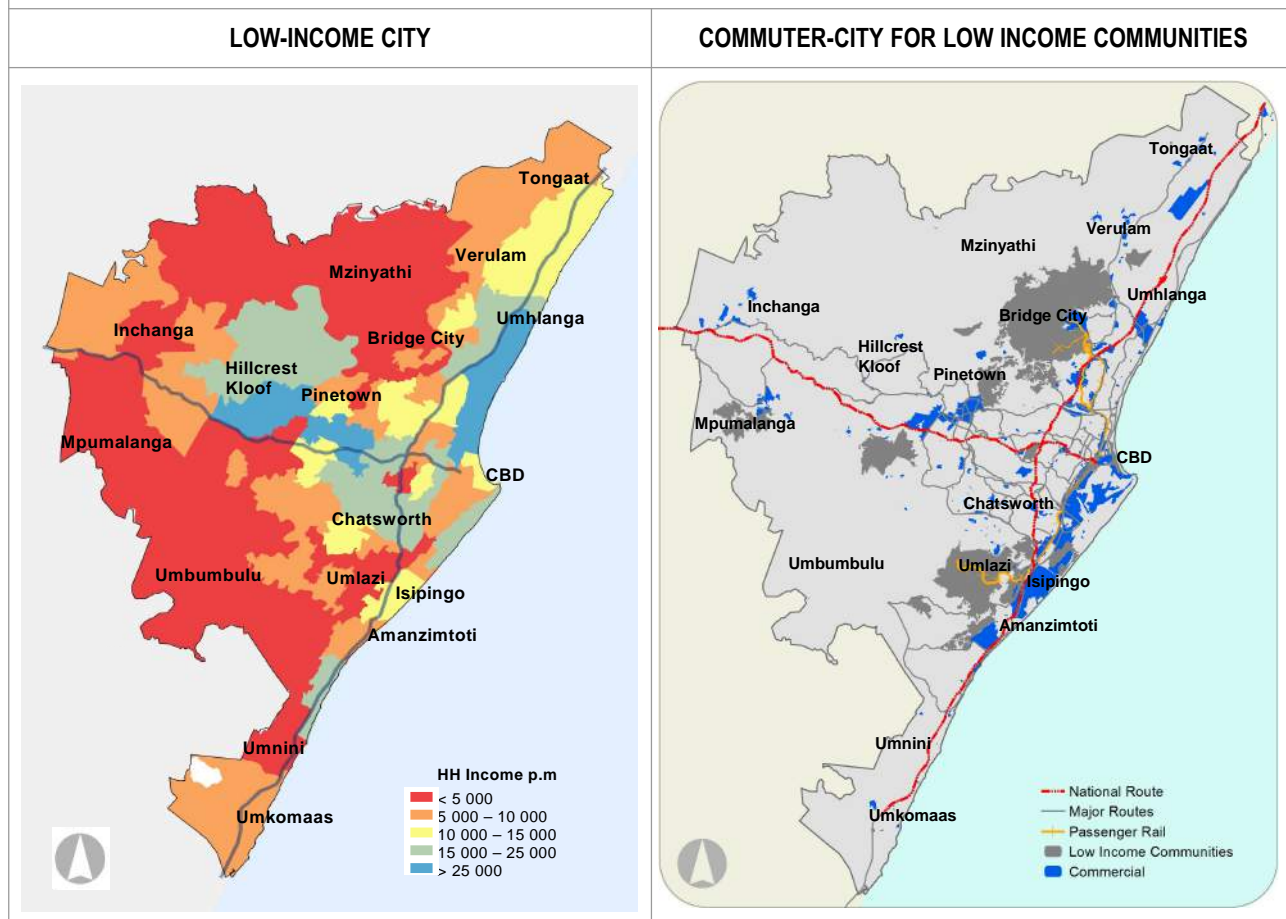 LOW-INCOME CITY
COMMUTER-CITY FOR LOW INCOME COMMUNITIES
Tongaat
Verulam
Mzinyathi
Umhlanga
Inchanga
Bridge City
Hillcrest
Kloof
Pinetown
Mpumalanga
CBD
Chatsworth
Umbumbulu
Umlazi
Isipingo
Amanzimtoti
Umnini
Umkomaas
HH Income p.m
< 5 000
5 000 – 10 000
10 000 – 15 000
15 000 – 25 000
> 25 000
Tongaat
Verulam
Mzinyathi
Umhlanga
Inchanga
Bridge City
Hillcrest
Kloof
Pinetown
Mpumalanga
CBD
Chatsworth
Umbumbulu
Umlazi
Isipingo
Amanzimtoti
Umnini
Umkomaas
National Route
Major Routes
Passenger Rail
Low Income Communities
Commercial